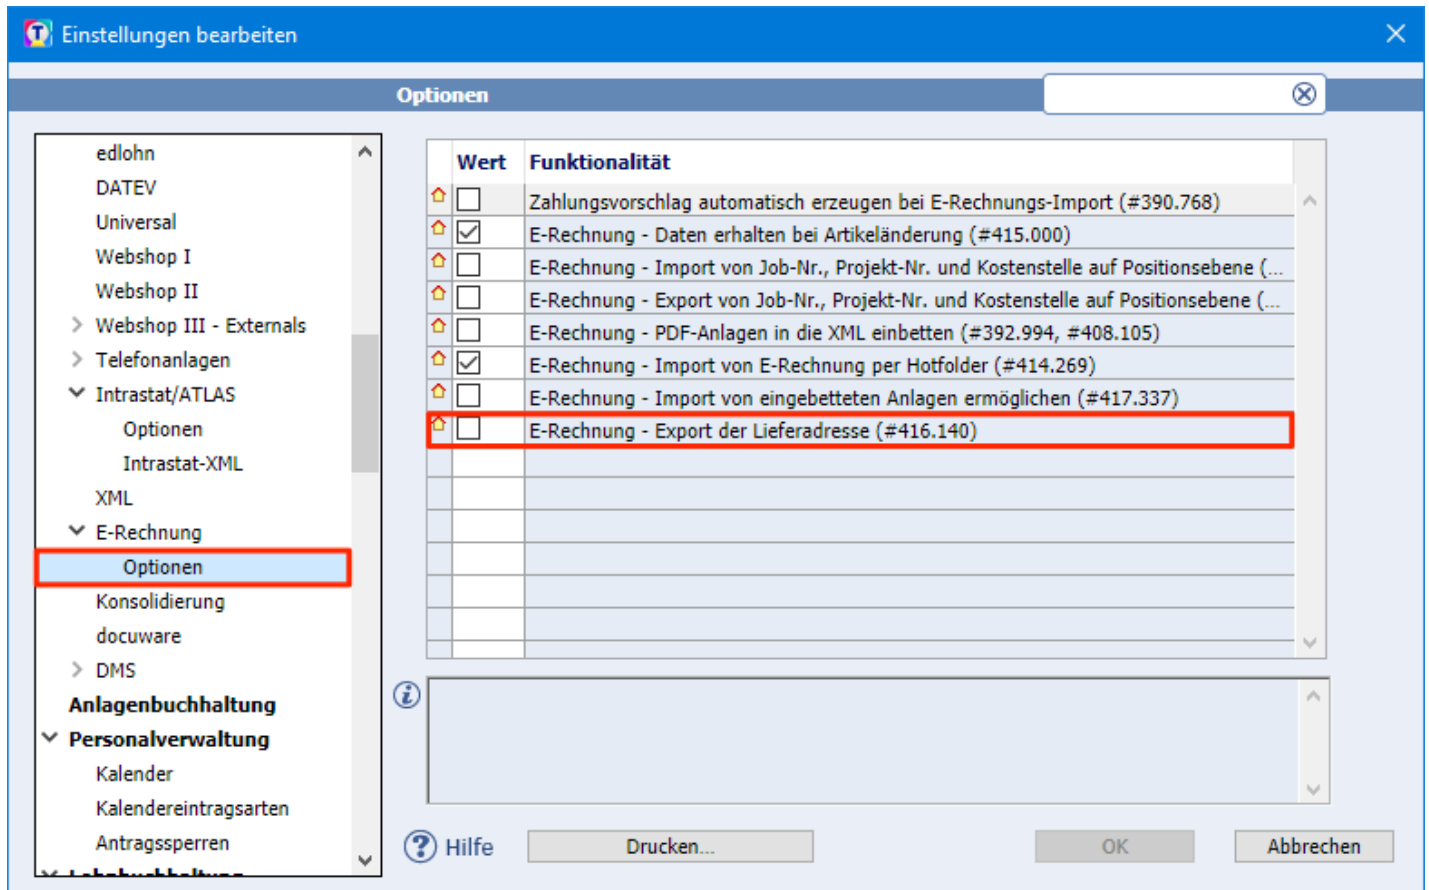 Einstellungen bearbeiten
Optionen
edlohn
DATEV
Universal
Webshop I
Webshop II
Webshop III - Externals
Telefonanlagen
Intrastat/ATLAS
Optionen
Intrastat-XML
XML
E-Rechnung
Optionen
Konsolidierung
docuware
DMS
Anlagenbuchhaltung
Personalverwaltung
Kalender
Kalendereintragsarten
Antragssperren
Wert Funktionalität
Zahlungsvorschlag automatisch erzeugen bei E-Rechnungs-Import (#390.768)
E-Rechnung - Daten erhalten bei Artikeländerung (#415.000)
E-Rechnung - Import von Job-Nr., Projekt-Nr. und Kostenstelle auf Positionsebene (...
E-Rechnung - Export von Job-Nr., Projekt-Nr. und Kostenstelle auf Positionsebene (...
E-Rechnung - PDF-Anlagen in die XML einbetten (#392.994, #408.105)
E-Rechnung - Import von E-Rechnung per Hotfolder (#414.269)
E-Rechnung - Import von eingebetteten Anlagen ermöglichen (#417.337)
E-Rechnung - Export der Lieferadresse (#416.140)
Hilfe
Drucken...
OK
Abbrechen